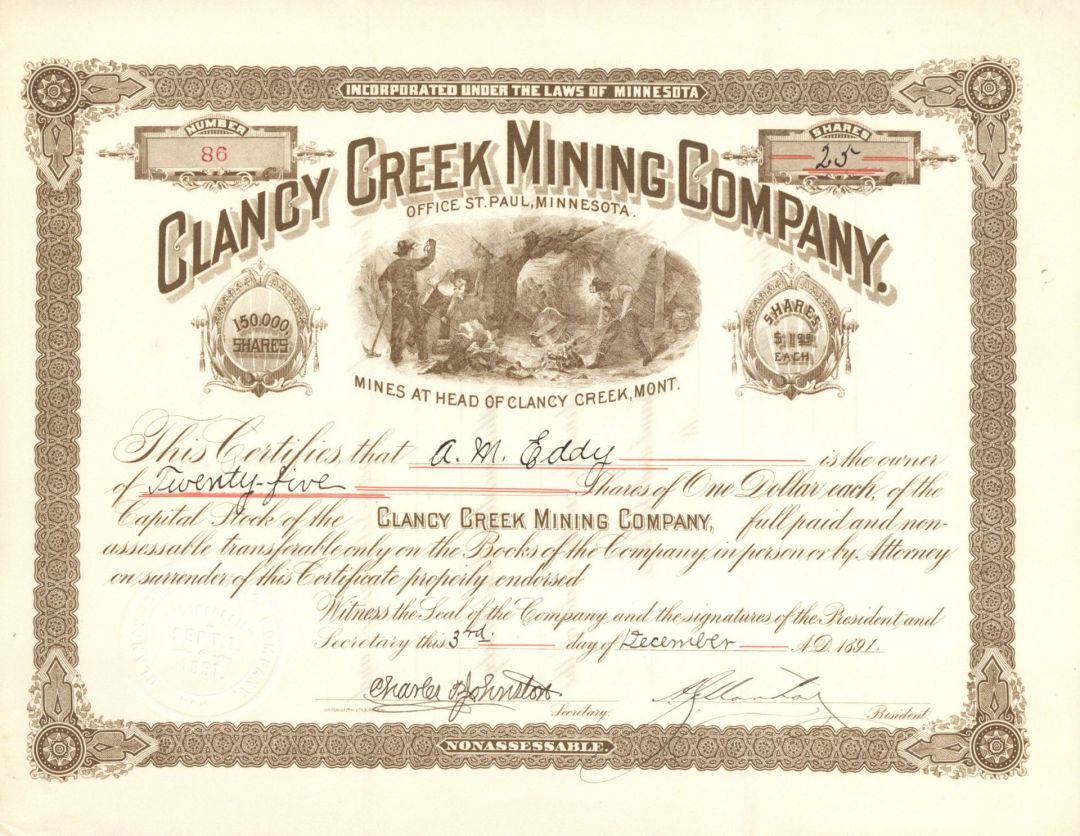 INCORPORATED UNDER THE LAWS OF MINNESOTA
NUMBER
86
SHARES
25
CLANCY CREEK MINING COMPANY.
OFFICE ST. PAUL, MINNESOTA.
150.000 SHARES
SHARES $1.00 EACH
MINES AT HEAD OF CLANCY CREEK, MONT.
This Certifies, that A. M. Eddy is the owner
of Twenty-five Shares of One Dollar each, of the
Capital Stock of the CLANCY CREEK MINING COMPANY, full paid and non-
assessable transferable only on the Books of the Company, in person or by Attorney
on surrender of this Certificate properly endorsed
Witness the Seal of the Company and the signatures of the President and
Secretary this 3rd. day of December A.D. 1891.
Johnston
Secretary. President
SEPT. 1.
1891.
COMPANY.
NONASSESSABLE.